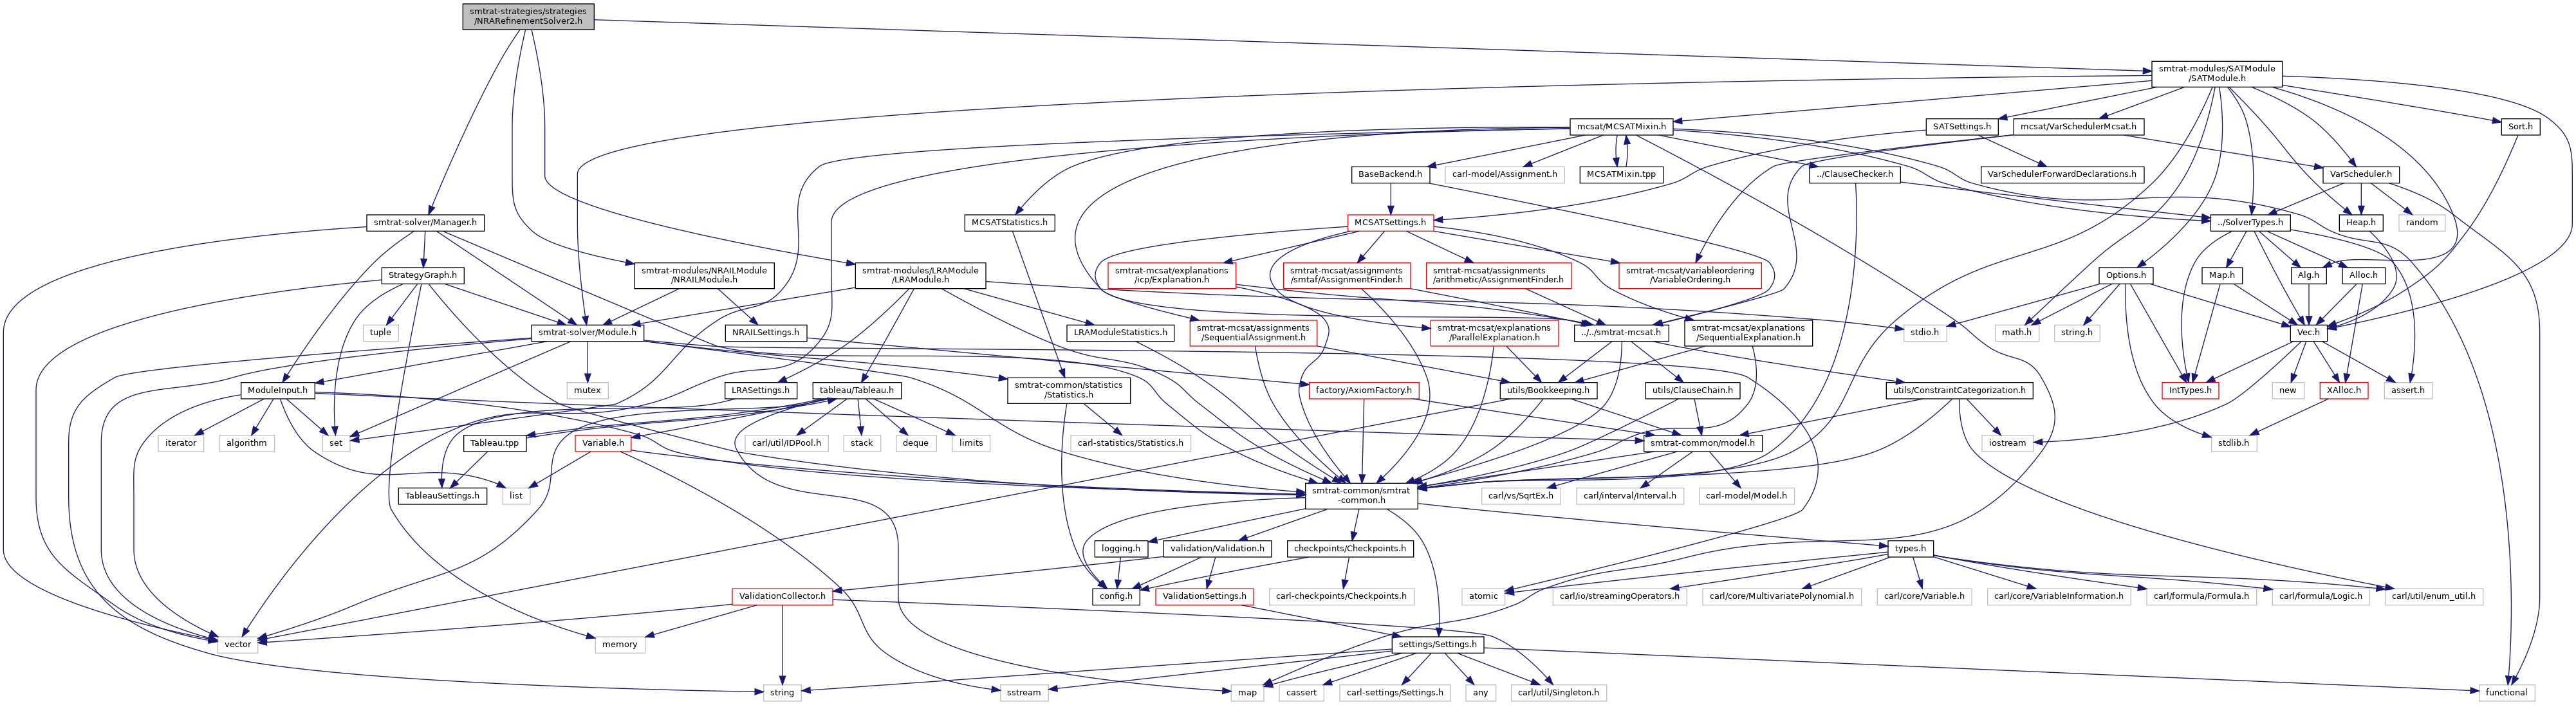 smtrat-strategies/strategies
/NRARefinementSolver2.h
smtrat-modules/SATModule
/SATModule.h
mcsat/MCSATMixin.h
SATSettings.h
mcsat/VarSchedulerMcsat.h
Sort.h
BaseBackend.h
carl-model/Assignment.h
MCSATMixin.tpp
../ClauseChecker.h
VarSchedulerForwardDeclarations.h
VarScheduler.h
smtrat-solver/Manager.h
MCSATStatistics.h
MCSATSettings.h
../SolverTypes.h
Heap.h
random
StrategyGraph.h
smtrat-modules/NRAILModule
/NRAILModule.h
smtrat-modules/LRAModule
/LRAModule.h
smtrat-mcsat/explanations
/icp/Explanation.h
smtrat-mcsat/assignments
/smtaf/AssignmentFinder.h
smtrat-mcsat/assignments
/arithmetic/AssignmentFinder.h
smtrat-mcsat/variableordering
/VariableOrdering.h
Options.h
Map.h
Alg.h
Alloc.h
tuple
smtrat-solver/Module.h
NRAILSettings.h
LRAModuleStatistics.h
smtrat-mcsat/assignments
/SequentialAssignment.h
smtrat-mcsat/explanations
/ParallelExplanation.h
../../smtrat-mcsat.h
smtrat-mcsat/explanations
/SequentialExplanation.h
stdio.h
math.h
string.h
Vec.h
ModuleInput.h
mutex
LRASettings.h
tableau/Tableau.h
smtrat-common/statistics
/Statistics.h
factory/AxiomFactory.h
utils/Bookkeeping.h
utils/ClauseChain.h
utils/ConstraintCategorization.h
IntTypes.h
new
XAlloc.h
assert.h
iterator
algorithm
set
Tableau.tpp
Variable.h
carl/util/IDPool.h
stack
deque
limits
carl-statistics/Statistics.h
smtrat-common/model.h
iostream
stdlib.h
TableauSettings.h
list
smtrat-common/smtrat
-common.h
carl/vs/SqrtEx.h
carl/interval/Interval.h
carl-model/Model.h
logging.h
validation/Validation.h
checkpoints/Checkpoints.h
types.h
ValidationCollector.h
config.h
ValidationSettings.h
carl-checkpoints/Checkpoints.h
atomic
carl/io/streamingOperators.h
carl/core/MultivariatePolynomial.h
carl/core/Variable.h
carl/core/VariableInformation.h
carl/formula/Formula.h
carl/formula/Logic.h
carl/util/enum_util.h
vector
memory
settings/Settings.h
string
sstream
map
cassert
carl-settings/Settings.h
any
carl/util/Singleton.h
functional